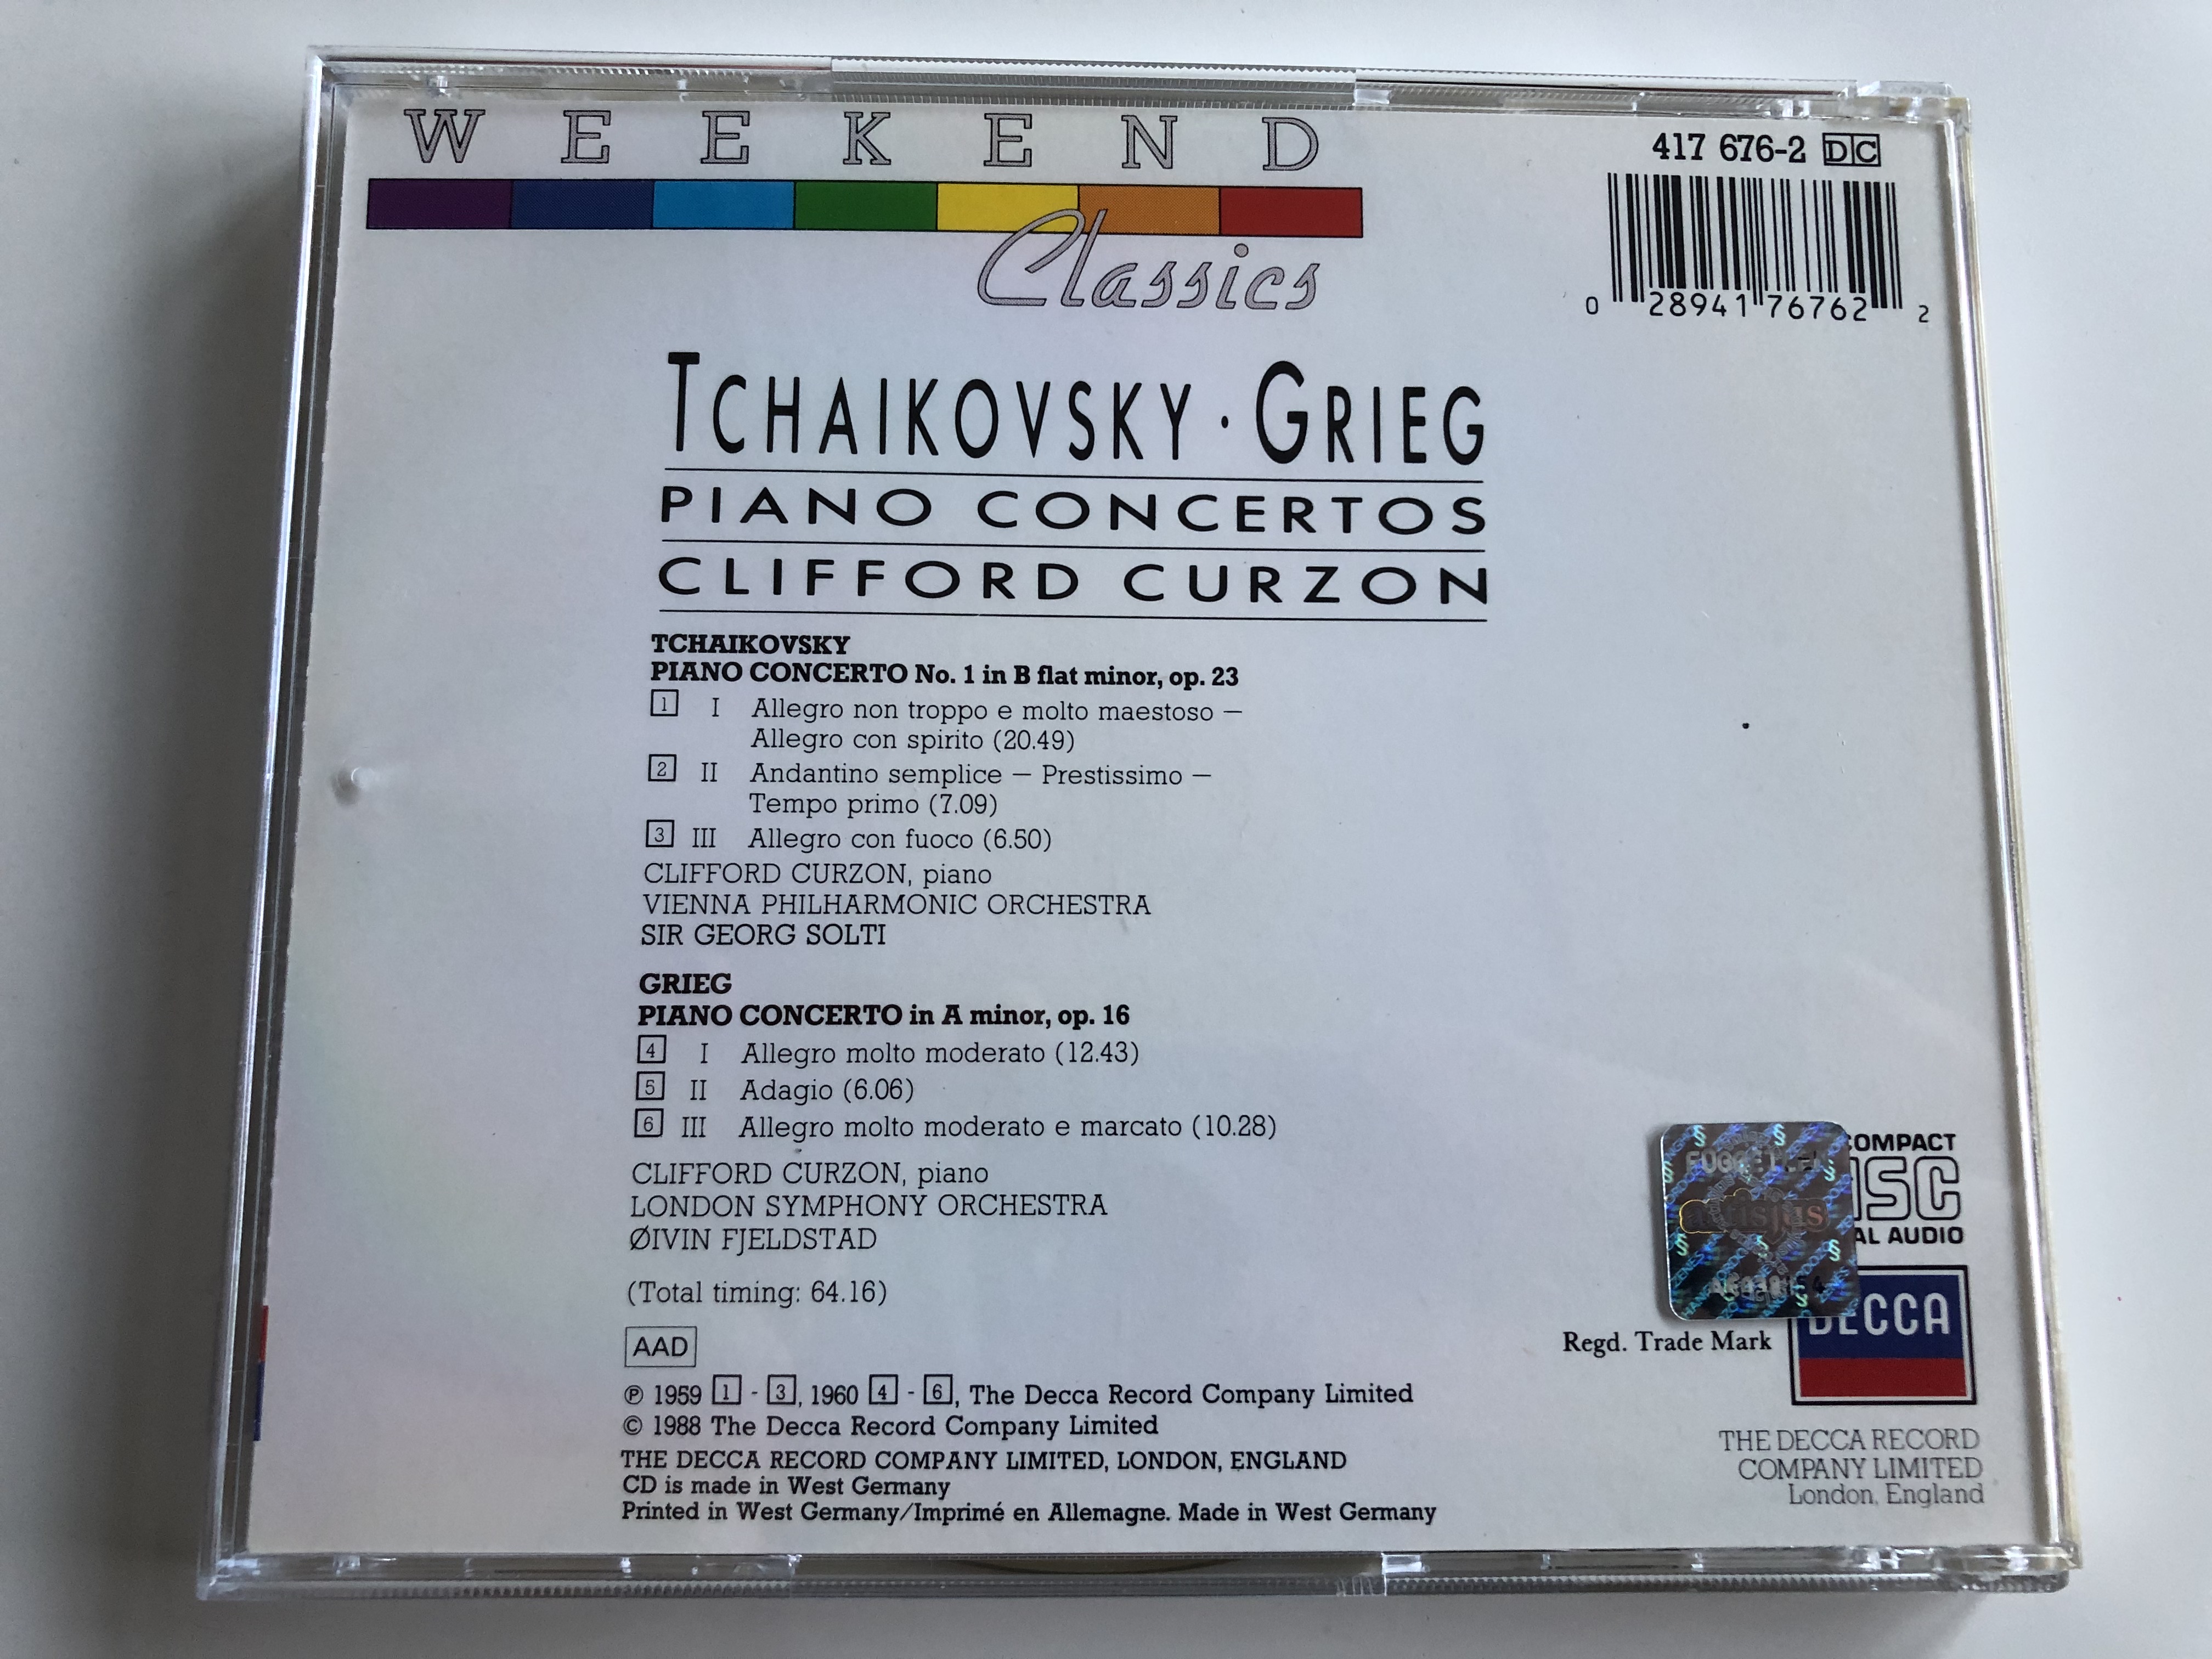 WEEKEND
Classics
417 676-2 DC
0 28941 76762 2
TCHAIKOVSKY · GRIEG
PIANO CONCERTOS
CLIFFORD CURZON
TCHAIKOVSKY
PIANO CONCERTO No. 1 in B flat minor, op. 23
1 I Allegro non troppo e molto maestoso –
Allegro con spirito (20.49)
2 II Andantino semplice – Prestissimo –
Tempo primo (7.09)
3 III Allegro con fuoco (6.50)
CLIFFORD CURZON, piano
VIENNA PHILHARMONIC ORCHESTRA
SIR GEORG SOLTI
GRIEG
PIANO CONCERTO in A minor, op. 16
4 I Allegro molto moderato (12.43)
5 II Adagio (6.06)
6 III Allegro molto moderato e marcato (10.28)
CLIFFORD CURZON, piano
LONDON SYMPHONY ORCHESTRA
ØIVIN FJELDSTAD
(Total timing: 64.16)
AAD
℗ 1959 1 - 3, 1960 4 - 6, The Decca Record Company Limited
© 1988 The Decca Record Company Limited
THE DECCA RECORD COMPANY LIMITED, LONDON, ENGLAND
CD is made in West Germany
Printed in West Germany/Imprimé en Allemagne. Made in West Germany
COMPACT
ISC
AL AUDIO
artisjus
DECCA
Regd. Trade Mark
THE DECCA RECORD
COMPANY LIMITED
London, England